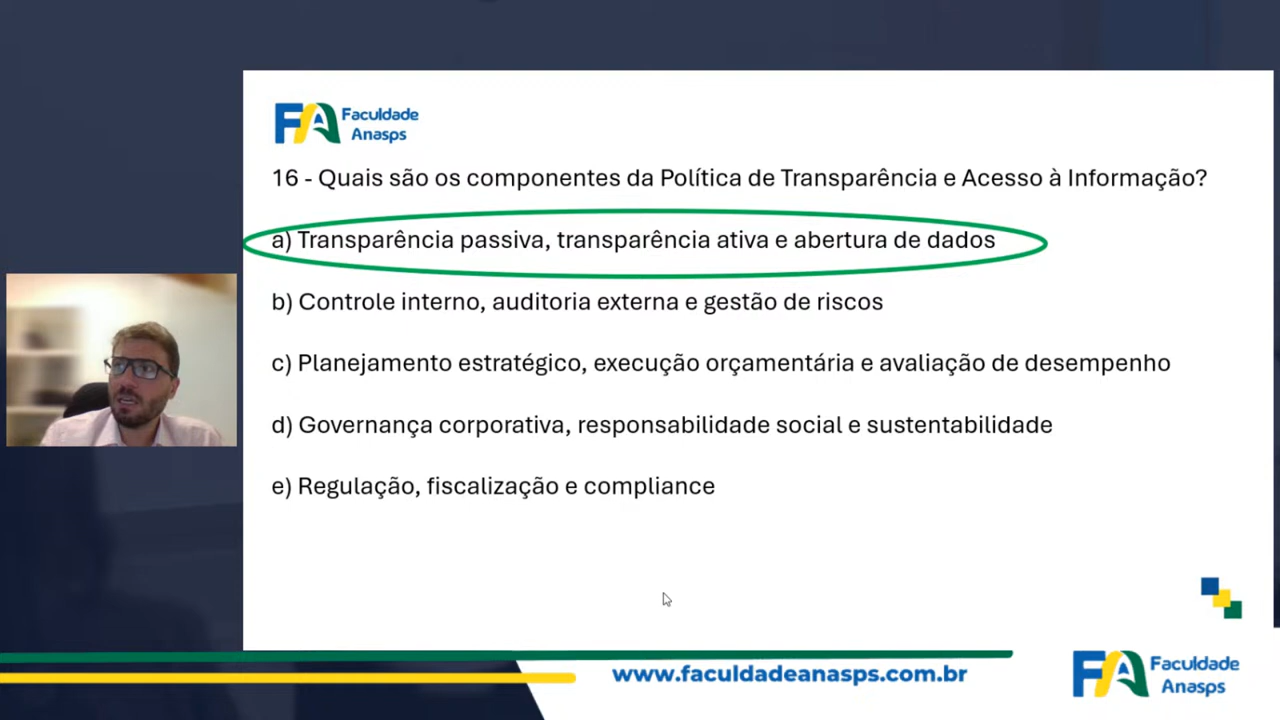 Faculdade
Anasps
16 - Quais são os componentes da Política de Transparência e Acesso à Informação?
a) Transparência passiva, transparência ativa e abertura de dados
b) Controle interno, auditoria externa e gestão de riscos
c) Planejamento estratégico, execução orçamentária e avaliação de desempenho
d) Governança corporativa, responsabilidade social e sustentabilidade
e) Regulação, fiscalização e compliance
www.faculdadeanasps.com.br
Faculdade
Anasps